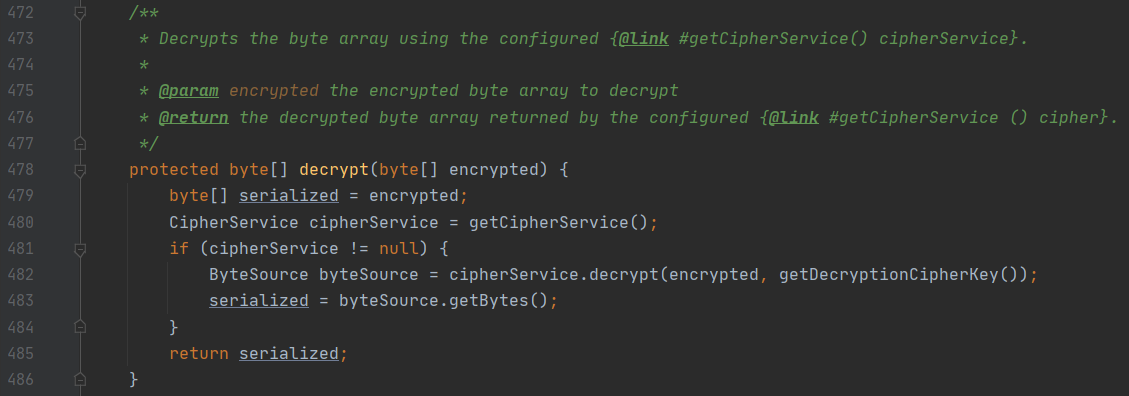 472 /**
473 * Decrypts the byte array using the configured {@link #getCipherService() cipherService}.
474 *
475 * @param encrypted the encrypted byte array to decrypt
476 * @return the decrypted byte array returned by the configured {@link #getCipherService () cipher}.
477 */
478 protected byte[] decrypt(byte[] encrypted) {
479 byte[] serialized = encrypted;
480 CipherService cipherService = getCipherService();
481 if (cipherService != null) {
482 ByteSource byteSource = cipherService.decrypt(encrypted, getDecryptionCipherKey());
483 serialized = byteSource.getBytes();
484 }
485 return serialized;
486 }